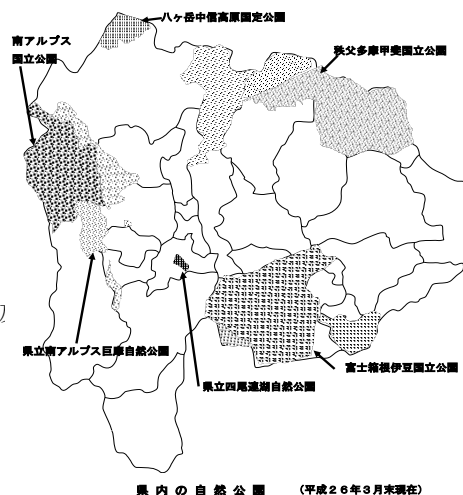 八ヶ岳中信高原国定公園
南アルプス
国立公園
秩父多摩甲斐国立公園
県立南アルプス巨摩自然公園
県立四尾連湖自然公園
富士箱根伊豆国立公園
県内の自然公園 (平成26年3月末現在)